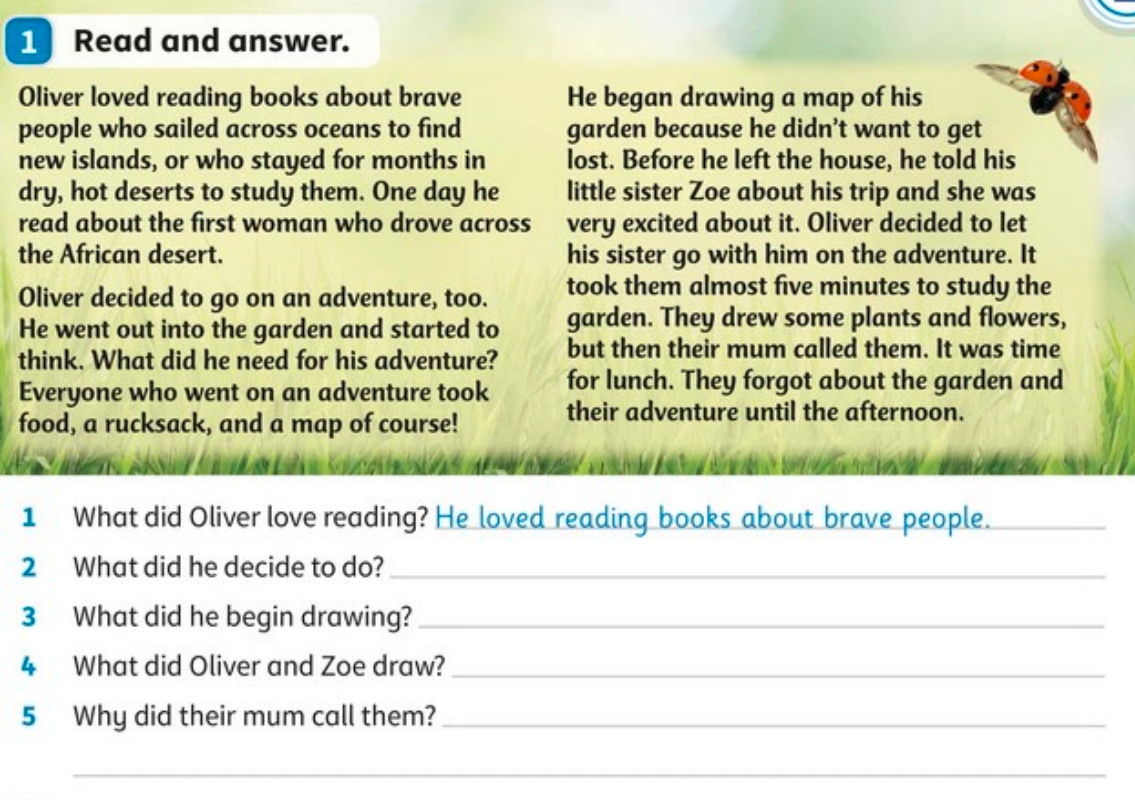 1 Read and answer.
Oliver loved reading books about brave
people who sailed across oceans to find
new islands, or who stayed for months in
dry, hot deserts to study them. One day he
read about the first woman who drove across
the African desert.
Oliver decided to go on an adventure, too.
He went out into the garden and started to
think. What did he need for his adventure?
Everyone who went on an adventure took
food, a rucksack, and a map of course!
He began drawing a map of his
garden because he didn't want to get
lost. Before he left the house, he told his
little sister Zoe about his trip and she was
very excited about it. Oliver decided to let
his sister go with him on the adventure. It
took them almost five minutes to study the
garden. They drew some plants and flowers,
but then their mum called them. It was time
for lunch. They forgot about the garden and
their adventure until the afternoon.
1 What did Oliver love reading? He loved reading books about brave people.
2 What did he decide to do?
3 What did he begin drawing?
4 What did Oliver and Zoe draw?
5 Why did their mum call them?